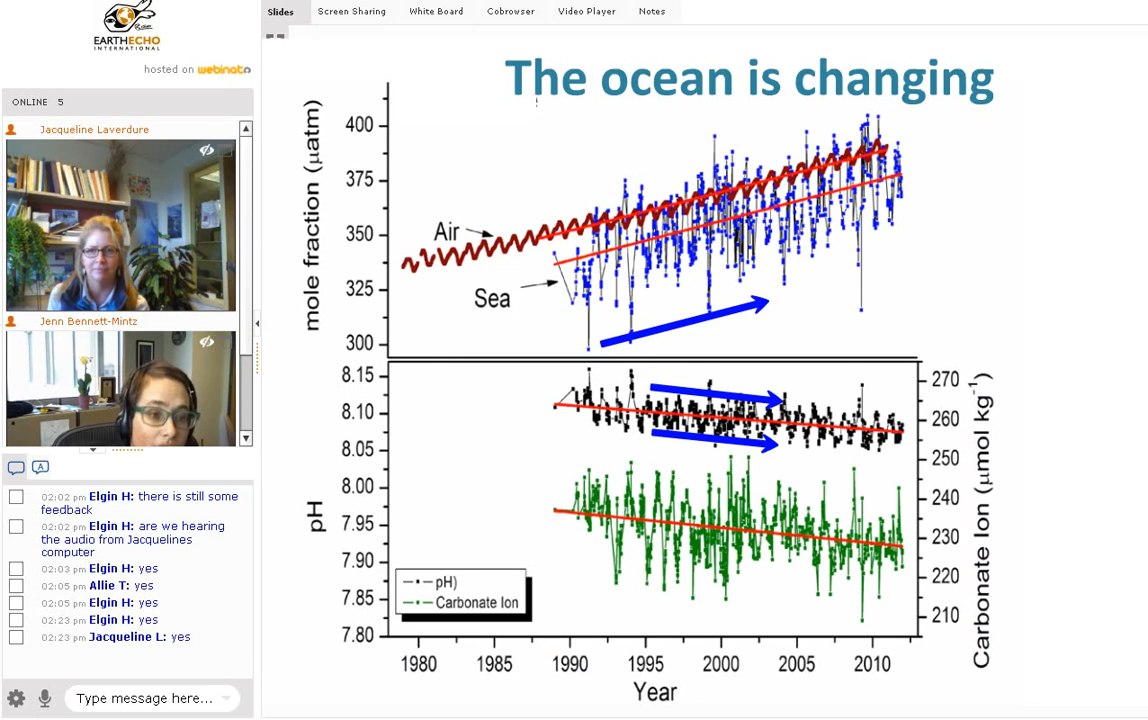 EARTHECHO
INTERNATIONAL
hosted on webinato
ONLINE 5
Jacqueline Laverdure
Jenn Bennett-Mintz
A
02:02 pm Elgin H: there is still some
feedback
02:02 pm Elgin H: are we hearing
the audio from Jacquelines
computer
02:03 pm Elgin H: yes
02:05 pm Allie T: yes
02:05 pm Elgin H: yes
02:23 pm Elgin H: yes
02:23 pm Jacqueline L: yes
Type message here...
Slides Screen Sharing White Board Cobrowser Video Player Notes
The ocean is changing
mole fraction (µatm)
400
375
350
325
300
Air
Sea
pH
8.15
8.10
8.05
8.00
7.95
7.90
7.85
7.80
pH)
Carbonate Ion
270
260
250
240
230
220
210
Carbonate Ion (µmol kg-1)
1980 1985 1990 1995 2000 2005 2010
Year